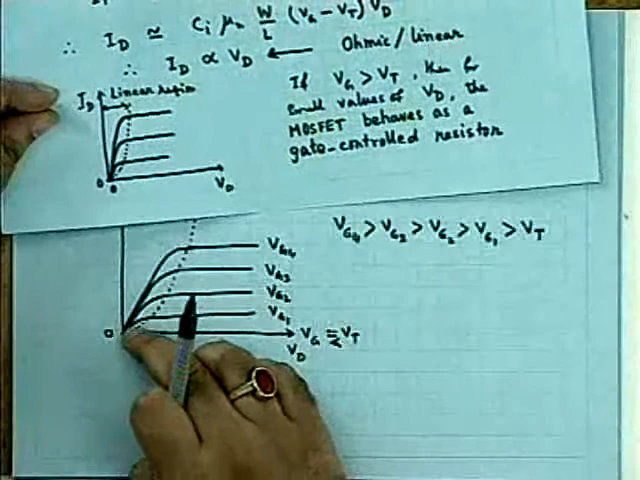 ∴ I_D ≃ C_i μ_n W/L (V_G − V_T) V_D
∴ I_D ∝ V_D ← Ohmic/linear
If V_G > V_T, then for
small values of V_D, the
MOSFET behaves as a
gate-controlled resistor
I_D
Linear region
0
0
V_D
V_G4 > V_G3 > V_G2 > V_G1 > V_T
V_G4
V_G3
V_G2
V_G1
0
V_G ≤ V_T
V_D